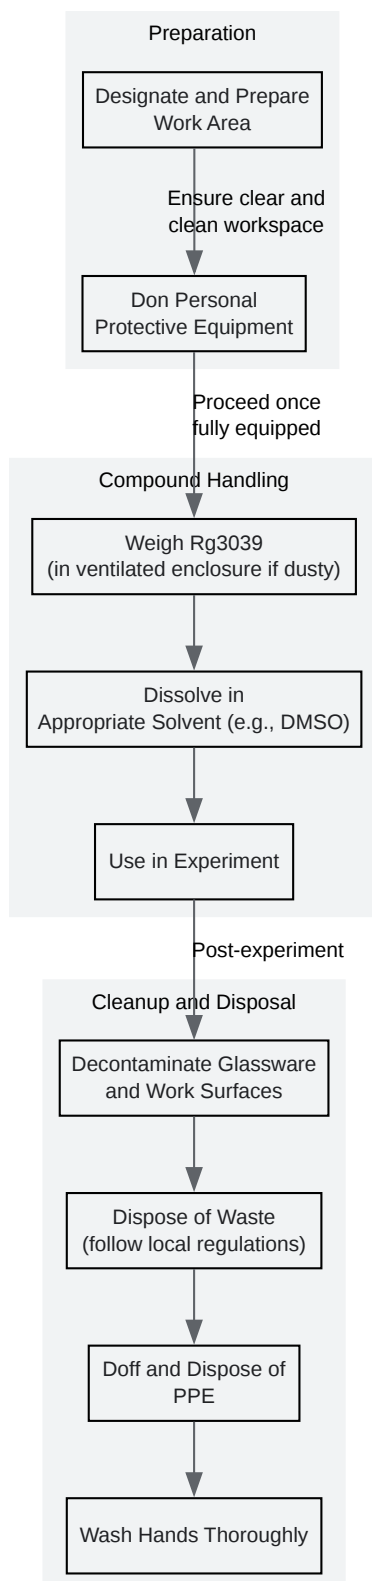 Preparation
Designate and Prepare
Work Area
Ensure clear and
clean workspace
Don Personal
Protective Equipment
Proceed once
fully equipped
Compound Handling
Weigh Rg3039
(in ventilated enclosure if dusty)
Dissolve in
Appropriate Solvent (e.g., DMSO)
Use in Experiment
Post-experiment
Cleanup and Disposal
Decontaminate Glassware
and Work Surfaces
Dispose of Waste
(follow local regulations)
Doff and Dispose of
PPE
Wash Hands Thoroughly